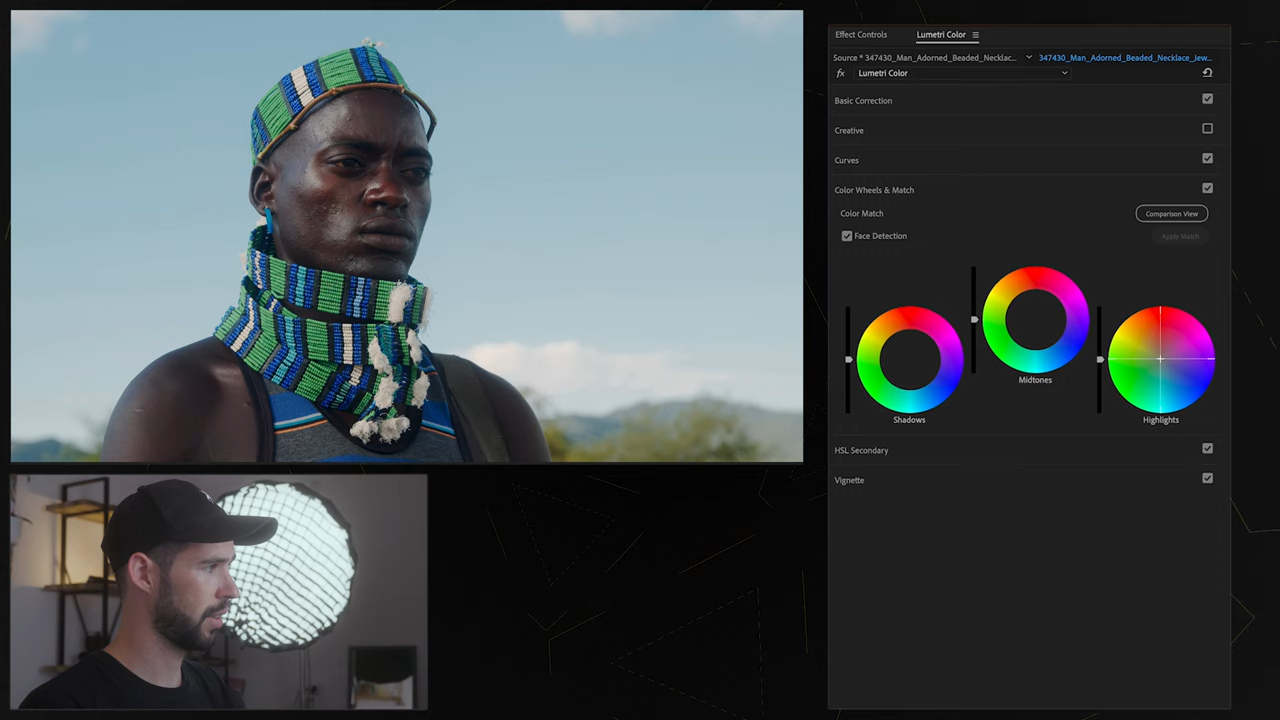 Effect Controls
Lumetri Color
Source * 347430_Man_Adorned_Beaded_Necklac...
347430_Man_Adorned_Beaded_Necklace_Jew...
fx
Lumetri Color
Basic Correction
Creative
Curves
Color Wheels & Match
Color Match
Comparison View
Face Detection
Apply Match
Midtones
Shadows
Highlights
HSL Secondary
Vignette